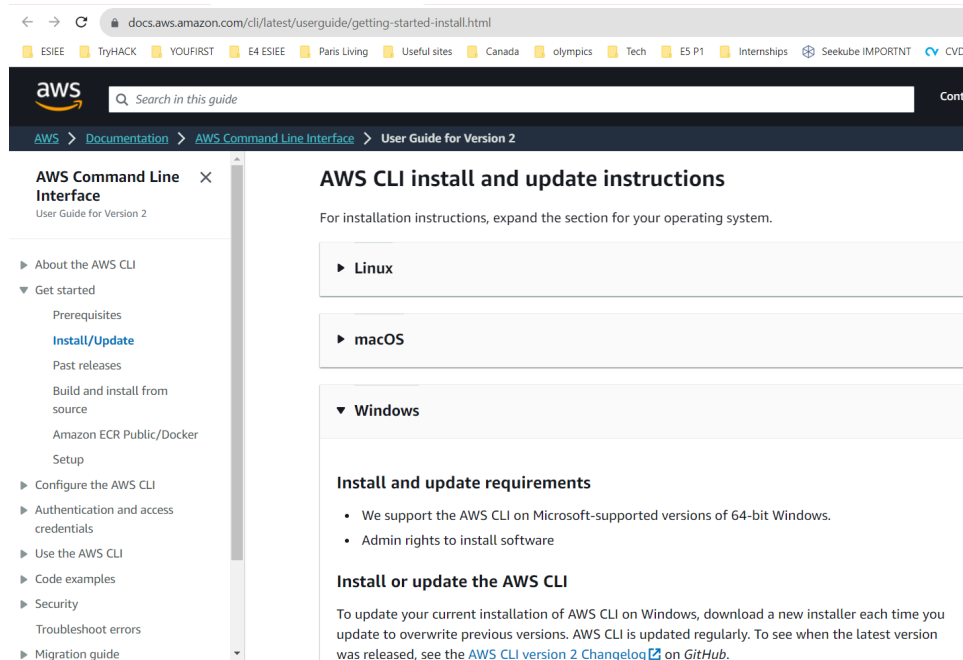 docs.aws.amazon.com/cli/latest/userguide/getting-started-install.html
ESIEE TryHACK YOUFIRST E4 ESIEE Paris Living Useful sites Canada olympics Tech E5 P1 Internships Seekube IMPORTNT CVD
aws
Search in this guide
Cont
AWS > Documentation > AWS Command Line Interface > User Guide for Version 2
AWS Command Line
Interface
User Guide for Version 2
About the AWS CLI
Get started
Prerequisites
Install/Update
Past releases
Build and install from
source
Amazon ECR Public/Docker
Setup
Configure the AWS CLI
Authentication and access
credentials
Use the AWS CLI
Code examples
Security
Troubleshoot errors
Migration guide
AWS CLI install and update instructions
For installation instructions, expand the section for your operating system.
Linux
macOS
Windows
Install and update requirements
• We support the AWS CLI on Microsoft-supported versions of 64-bit Windows.
• Admin rights to install software
Install or update the AWS CLI
To update your current installation of AWS CLI on Windows, download a new installer each time you
update to overwrite previous versions. AWS CLI is updated regularly. To see when the latest version
was released, see the AWS CLI version 2 Changelog on GitHub.